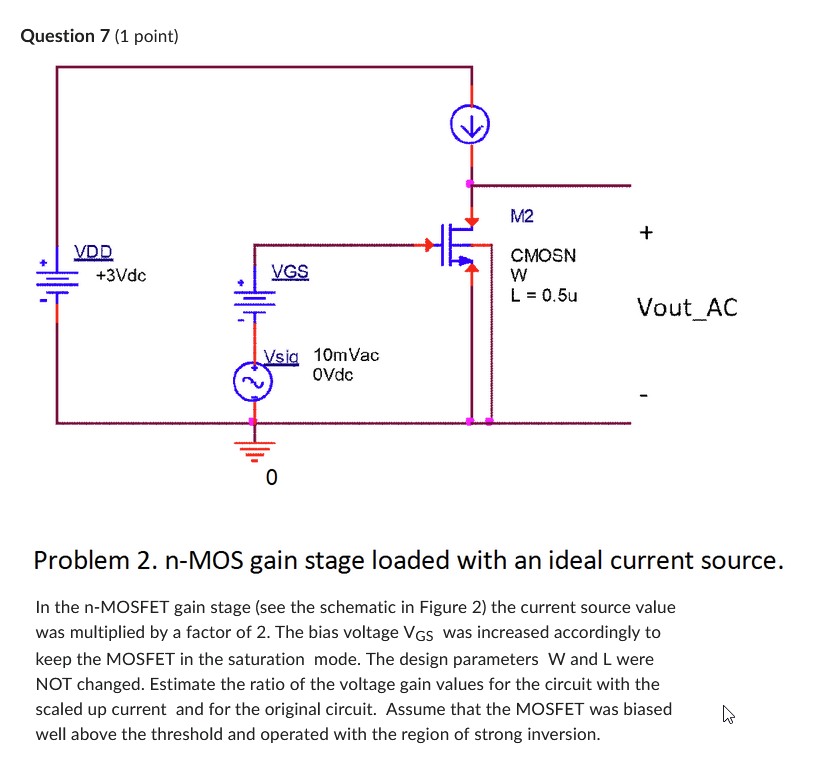 Question 7 (1 point)
M2
VDD
+3Vdc
VGS
CMOSN
W
L = 0.5u
+
Vout_AC
-
Vsig 10mVac
0Vdc
0
Problem 2. n-MOS gain stage loaded with an ideal current source.
In the n-MOSFET gain stage (see the schematic in Figure 2) the current source value
was multiplied by a factor of 2. The bias voltage VGS was increased accordingly to
keep the MOSFET in the saturation mode. The design parameters W and L were
NOT changed. Estimate the ratio of the voltage gain values for the circuit with the
scaled up current and for the original circuit. Assume that the MOSFET was biased
well above the threshold and operated with the region of strong inversion.